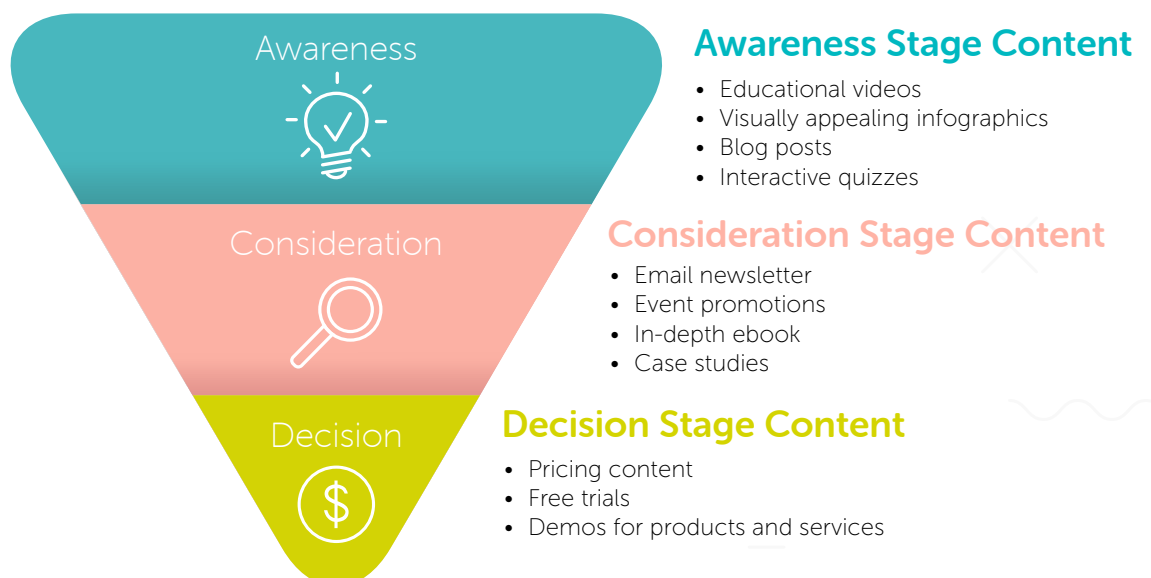 Awareness
Awareness Stage Content
• Educational videos
• Visually appealing infographics
• Blog posts
• Interactive quizzes
Consideration
Consideration Stage Content
• Email newsletter
• Event promotions
• In-depth ebook
• Case studies
Decision
$
Decision Stage Content
• Pricing content
• Free trials
• Demos for products and services